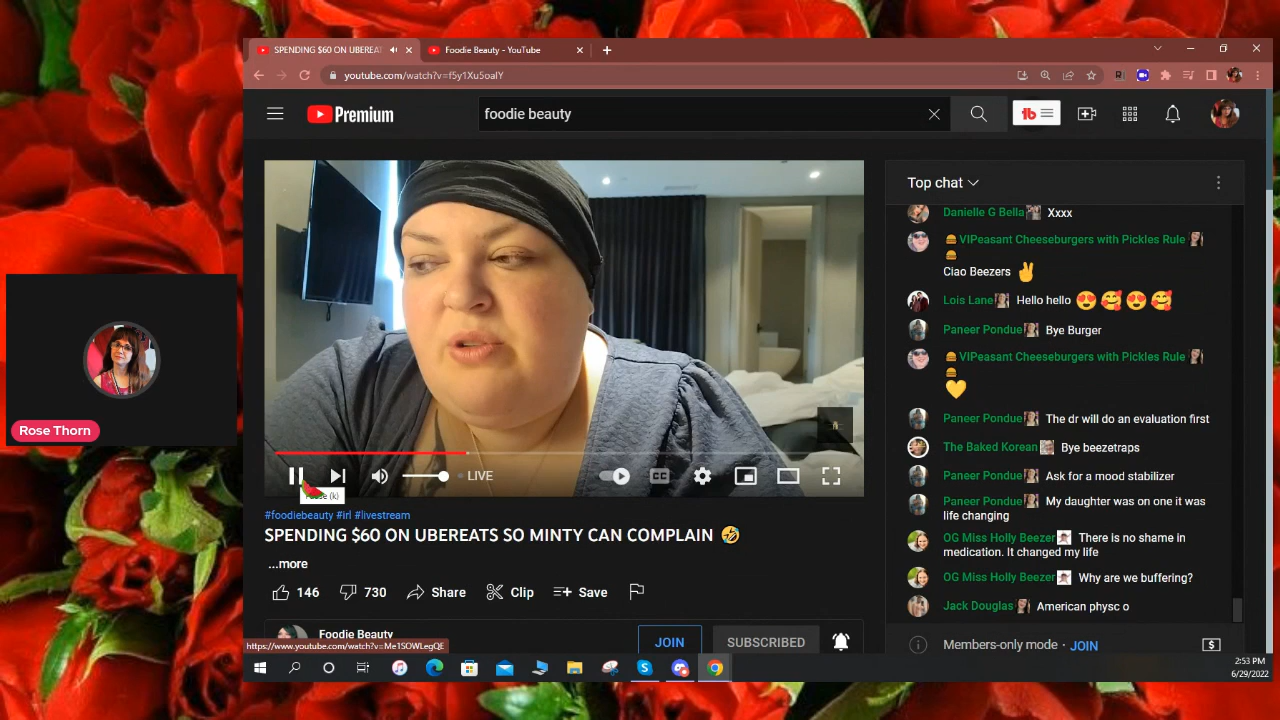 SPENDING $60 ON UBEREAT
Foodie Beauty - YouTube
youtube.com/watch?v=f5y1Xu5oaIY
Premium
foodie beauty
Top chat
Danielle G Bella Xxxx
VIPeasant Cheeseburgers with Pickles Rule
Ciao Beezers
Lois Lane Hello hello
Paneer Pondue Bye Burger
VIPeasant Cheeseburgers with Pickles Rule
Paneer Pondue The dr will do an evaluation first
The Baked Korean Bye beezetraps
Paneer Pondue Ask for a mood stabilizer
Paneer Pondue My daughter was on one it was
life changing
OG Miss Holly Beezer There is no shame in
medication. It changed my life
OG Miss Holly Beezer Why are we buffering?
Jack Douglas American physc o
Members-only mode · JOIN
LIVE
CC
(k)
#foodiebeauty #irl #livestream
SPENDING $60 ON UBEREATS SO MINTY CAN COMPLAIN 🤣
...more
146
730
Share
Clip
Save
Foodie Beauty
JOIN
SUBSCRIBED
https://www.youtube.com/watch?v=Me1SOWLegQE
Rose Thorn
2:53 PM
6/29/2022